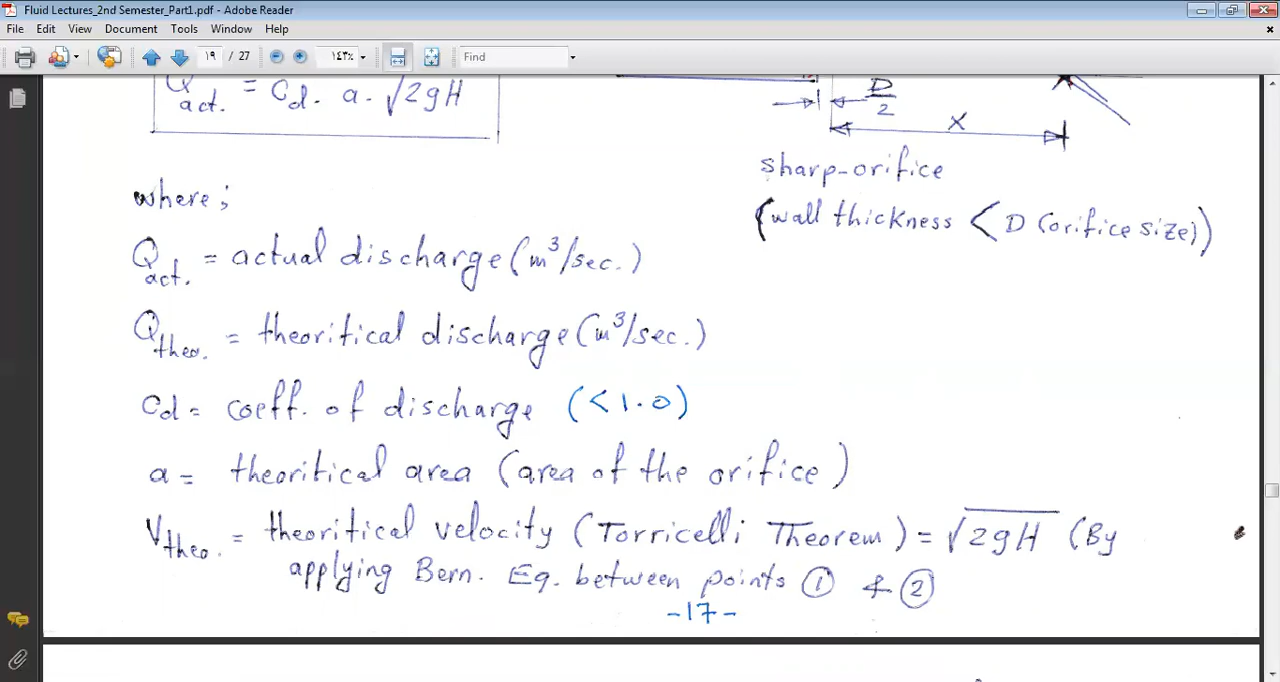 Fluid Lectures_2nd Semester_Part1.pdf - Adobe Reader
File Edit View Document Tools Window Help
١٩ / 27 ١٤٣% Find
Q act. = Cd. a. √2gH
D/2
X
sharp-orifice
(wall thickness < D (orifice size))
where;
Q act. = actual discharge (m³/sec.)
Q theo. = theoritical discharge (m³/sec.)
Cd = coeff. of discharge (< 1.0)
a = theoritical area (area of the orifice)
V theo. = theoritical velocity (Torricelli Theorem) = √2gH (By
applying Bern. Eq. between points ① & ②
-17-